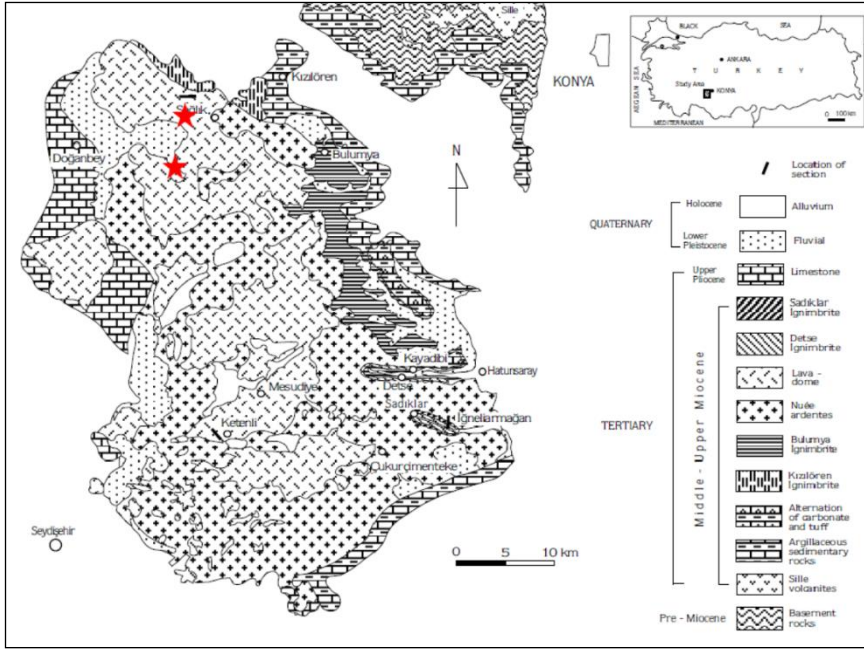 Sille
Kızılören
KONYA
Doğanbey
Bulumya
N
Kayadibi
Hatunsaray
Detse
Mesudiye
Sadıklar
İğneliarmağan
Ketenli
Çukurcimenteke
Seydişehir
0 5 10 km
BLACK SEA
ANKARA
T U R K E Y
Study Area
KONYA
AEGEAN SEA
MEDITERRANEAN
0 100 km
Location of
section
QUATERNARY
Holocene
Alluvium
Lower
Pleistocene
Fluvial
TERTIARY
Upper
Pliocene
Limestone
Middle - Upper Miocene
Sadıklar
Ignimbrite
Detse
Ignimbrite
Lava -
dome
Nuée
ardentes
Bulumya
Ignimbrite
Kızılören
Ignimbrite
Alternation
of carbonate
and tuff
Argillaceous
sedimentary
rocks
Sille
volcanites
Pre - Miocene
Basement
rocks